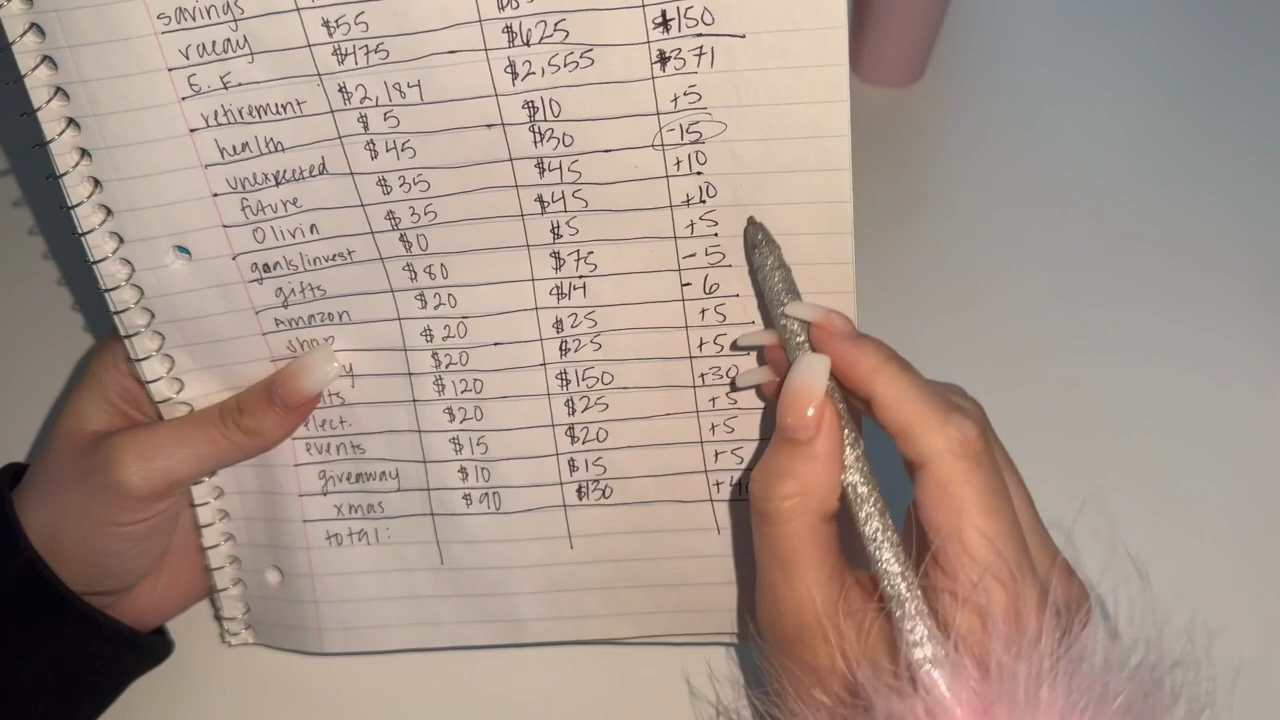 savings
vacay $55
E.F. $475 $625 $150
retirement $2,184 $2,555 $371
health $5 $10 +5
unexpected $45 $30 -15
future $35 $45 +10
Olivia $35 $45 +10
goals/invest $0 $5 +5
gifts $80 $75 -5
Amazon $20 $14 -6
shop $20 $25 +5
$20 $25 +5
$120 $150 +30
elect. $20 $25 +5
events $15 $20 +5
giveaway $10 $15 +5
xmas $90 $130
total: